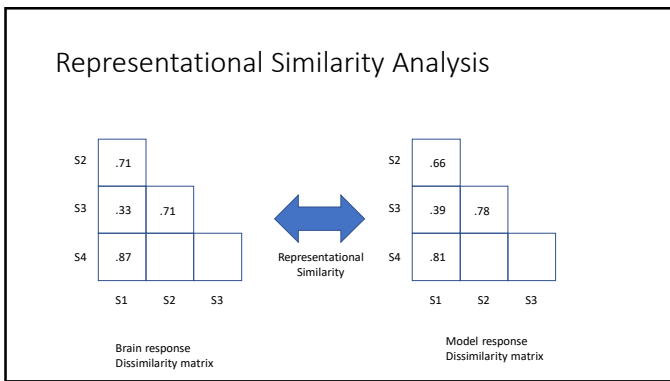 Representational Similarity Analysis
S2 .71
S3 .33 .71
S4 .87
S1 S2 S3
Brain response
Dissimilarity matrix
Representational
Similarity
S2 .66
S3 .39 .78
S4 .81
S1 S2 S3
Model response
Dissimilarity matrix